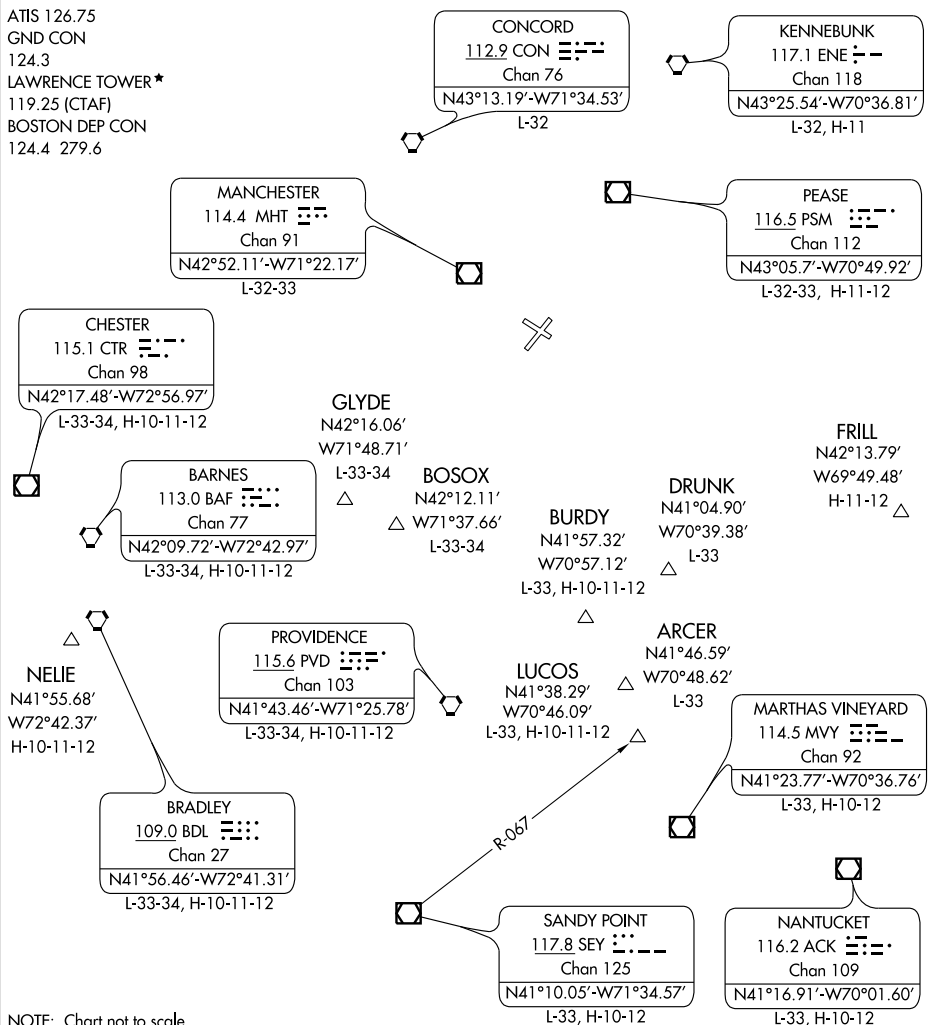 ATIS 126.75
GND CON
124.3
LAWRENCE TOWER★
119.25 (CTAF)
BOSTON DEP CON
124.4 279.6
CONCORD
112.9 CON
Chan 76
N43°13.19′-W71°34.53′
L-32
KENNEBUNK
117.1 ENE
Chan 118
N43°25.54′-W70°36.81′
L-32, H-11
MANCHESTER
114.4 MHT
Chan 91
N42°52.11′-W71°22.17′
L-32-33
PEASE
116.5 PSM
Chan 112
N43°05.7′-W70°49.92′
L-32-33, H-11-12
CHESTER
115.1 CTR
Chan 98
N42°17.48′-W72°56.97′
L-33-34, H-10-11-12
GLYDE
N42°16.06′
W71°48.71′
L-33-34
BOSOX
N42°12.11′
W71°37.66′
L-33-34
FRILL
N42°13.79′
W69°49.48′
H-11-12
BARNES
113.0 BAF
Chan 77
N42°09.72′-W72°42.97′
L-33-34, H-10-11-12
DRUNK
N41°04.90′
W70°39.38′
L-33
BURDY
N41°57.32′
W70°57.12′
L-33, H-10-11-12
NELIE
N41°55.68′
W72°42.37′
H-10-11-12
PROVIDENCE
115.6 PVD
Chan 103
N41°43.46′-W71°25.78′
L-33-34, H-10-11-12
ARCER
N41°46.59′
W70°48.62′
L-33
LUCOS
N41°38.29′
W70°46.09′
L-33, H-10-11-12
MARTHAS VINEYARD
114.5 MVY
Chan 92
N41°23.77′-W70°36.76′
L-33, H-10-12
BRADLEY
109.0 BDL
Chan 27
N41°56.46′-W72°41.31′
L-33-34, H-10-11-12
R-067
SANDY POINT
117.8 SEY
Chan 125
N41°10.05′-W71°34.57′
L-33, H-10-12
NANTUCKET
116.2 ACK
Chan 109
N41°16.91′-W70°01.60′
L-33, H-10-12
NOTE: Chart not to scale